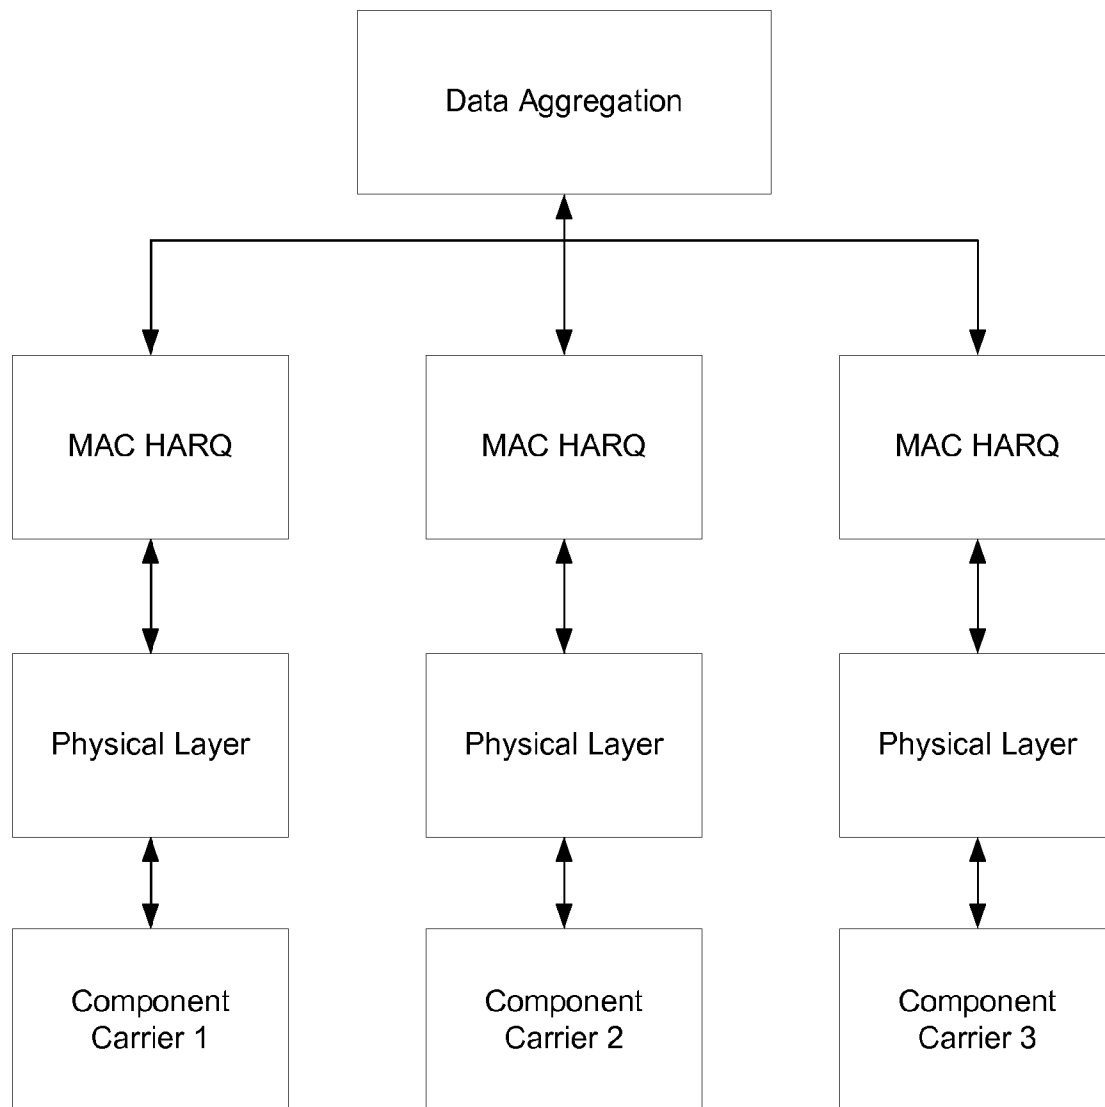 Data Aggregation
MAC HARQ
MAC HARQ
MAC HARQ
Physical Layer
Physical Layer
Physical Layer
Component
Carrier 1
Component
Carrier 2
Component
Carrier 3